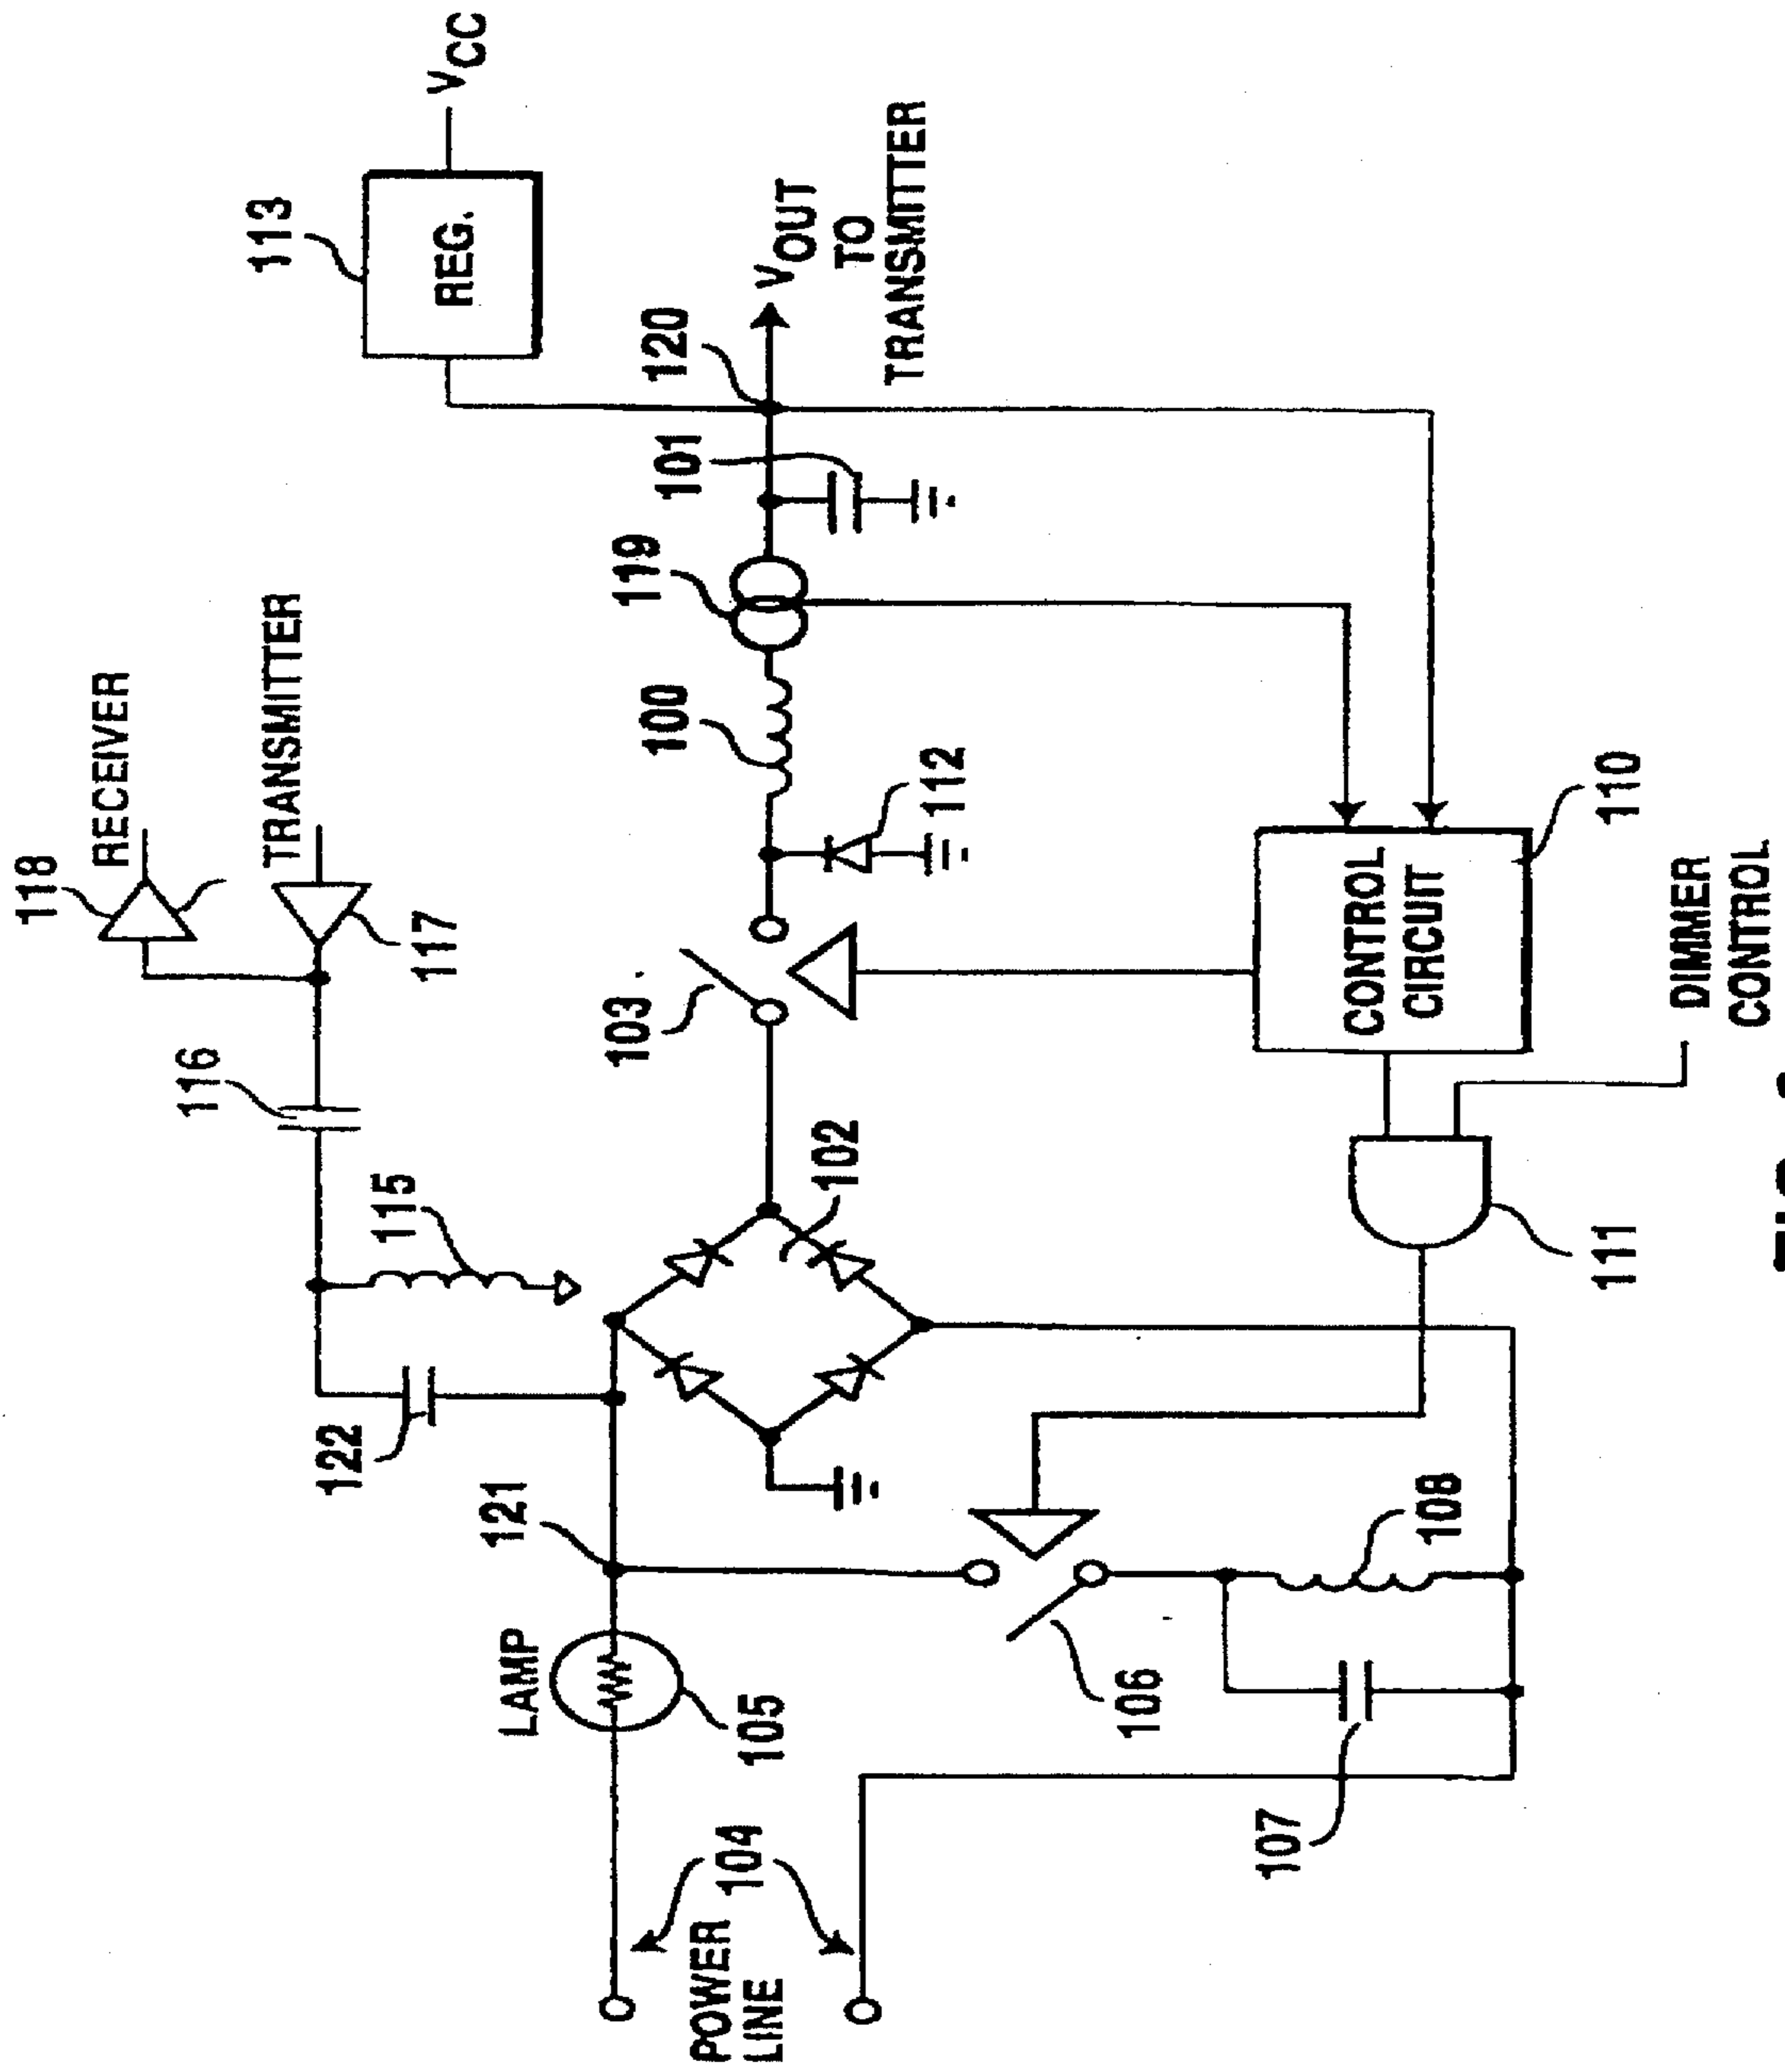 118
RECEIVER
TRANSMITTER
117
116
115
122
121
LAMP
105
POWER
LINE
104
107
106
108
102
103
112
100
119
101
120
113
REG.
VCC
VOUT
TO
TRANSMITTER
CONTROL
CIRCUIT
110
111
DIMMER
CONTROL